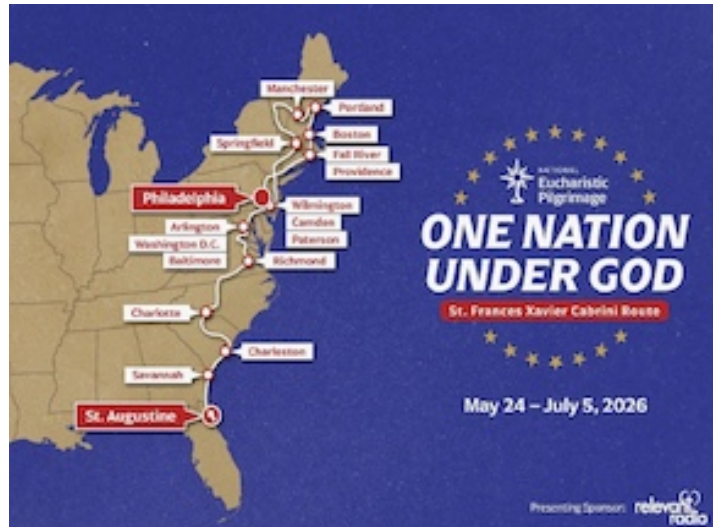 Manchester
Portland
Boston
Springfield
Fall River
Providence
Philadelphia
Wilmington
Arlington
Camden
Washington D.C.
Paterson
Baltimore
Richmond
Charlotte
Charleston
Savannah
St. Augustine
NATIONAL
Eucharistic
Pilgrimage
ONE NATION
UNDER GOD
St. Frances Xavier Cabrini Route
May 24 – July 5, 2026
Presenting Sponsor:
relevant
radio